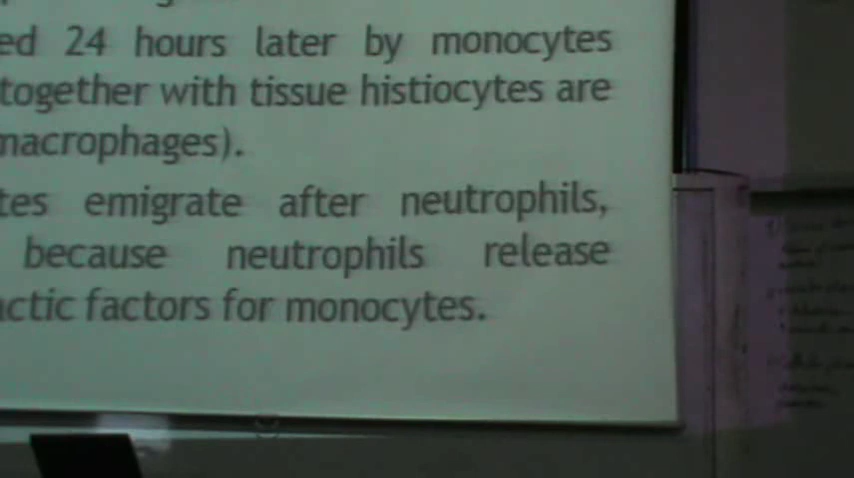 ed 24 hours later by monocytes
together with tissue histiocytes are
macrophages).
tes emigrate after neutrophils,
because neutrophils release
actic factors for monocytes.